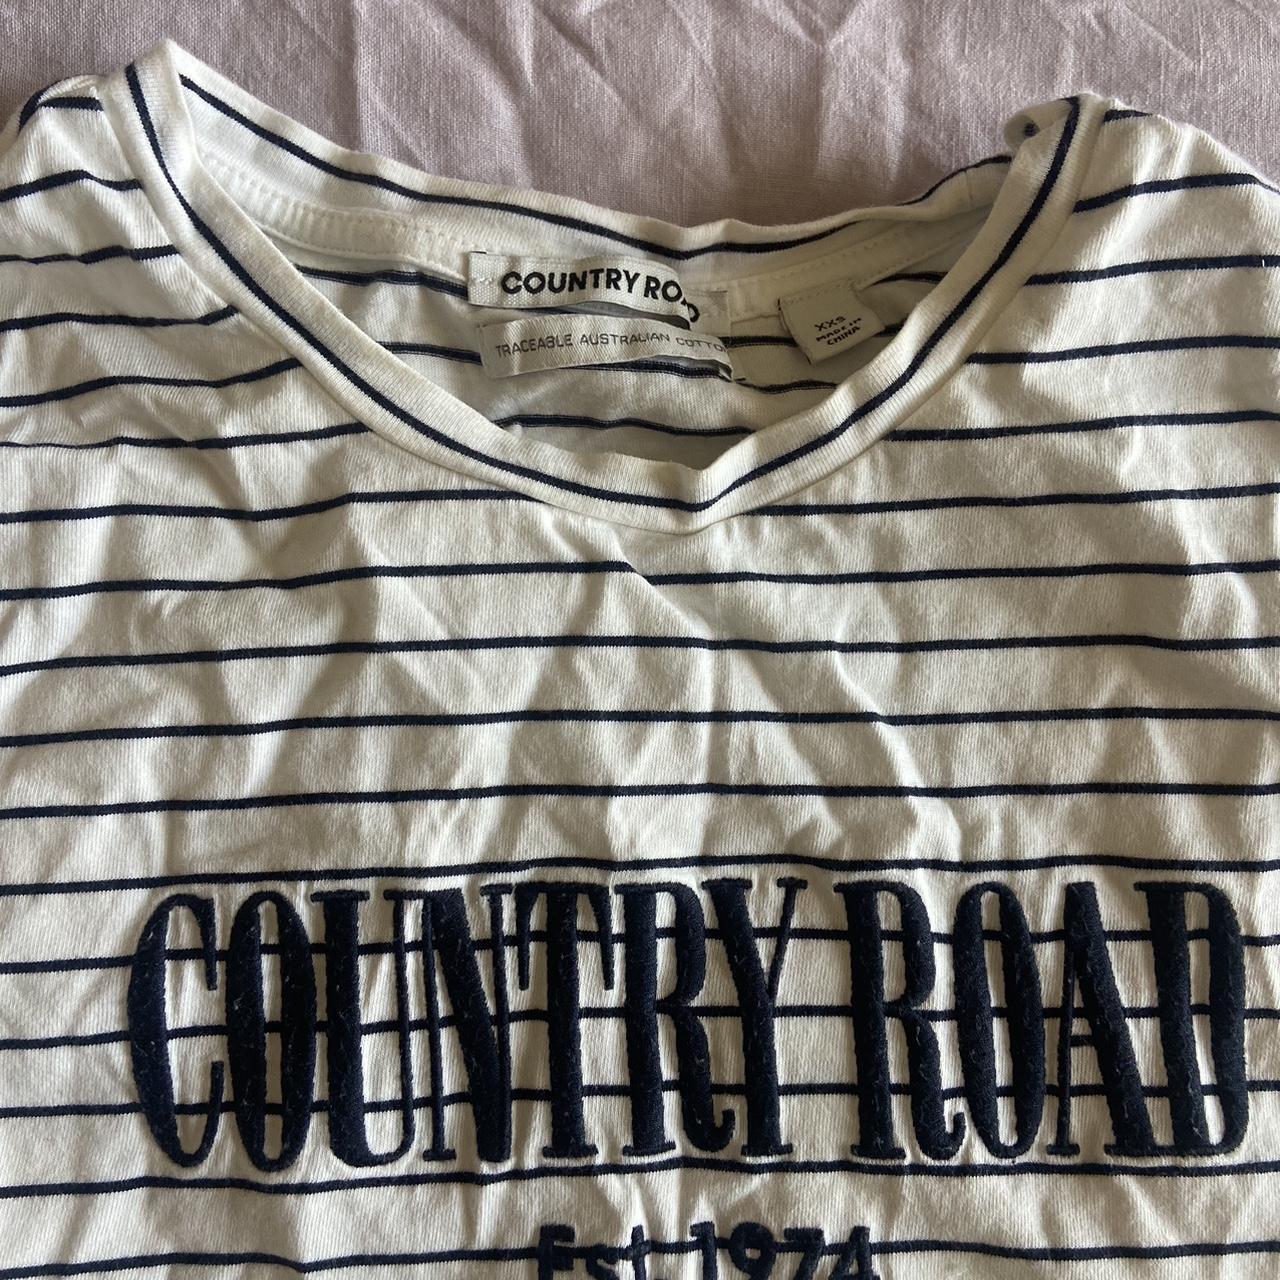 COUNTRY ROAD
TRACEABLE AUSTRALIAN COTTO
XXS
MADE IN
CHINA
COUNTRY ROAD
Est. 1974